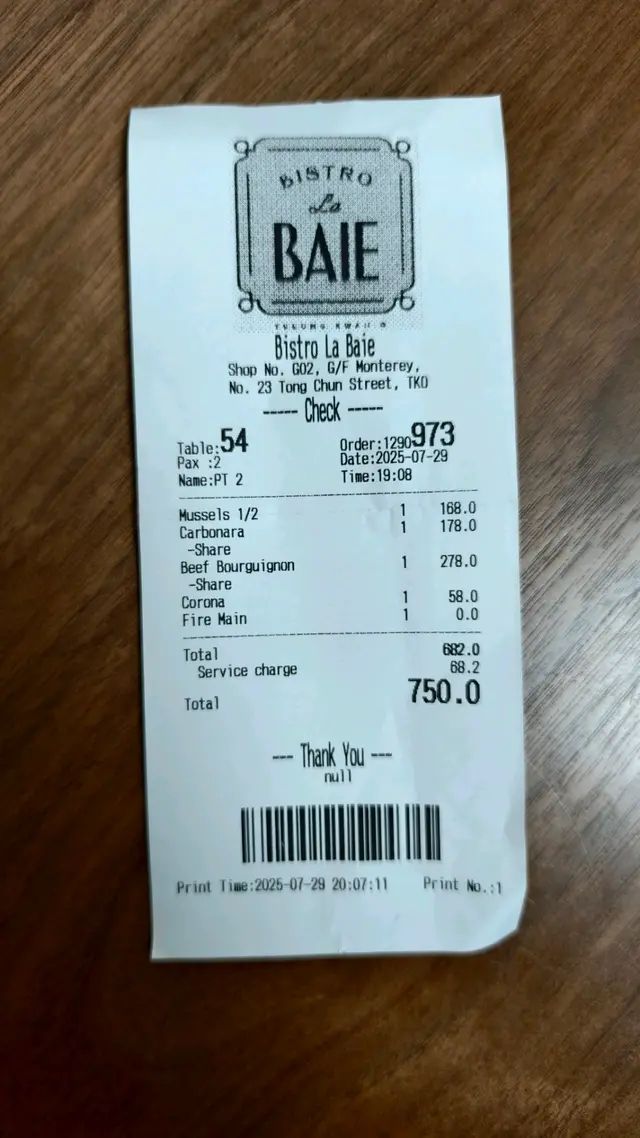 BISTRO
La
BAIE
TSEUNG KWAN O
Bistro La Baie
Shop No. G02, G/F Monterey,
No. 23 Tong Chun Street, TKO
----- Check -----
Table:54 Order:1290973
Pax :2 Date:2025-07-29
Name:PT 2 Time:19:08
Mussels 1/2 1 168.0
Carbonara 1 178.0
-Share
Beef Bourguignon 1 278.0
-Share
Corona 1 58.0
Fire Main 1 0.0
Total 682.0
Service charge 68.2
Total 750.0
--- Thank You ---
null
Print Time:2025-07-29 20:07:11 Print No.:1